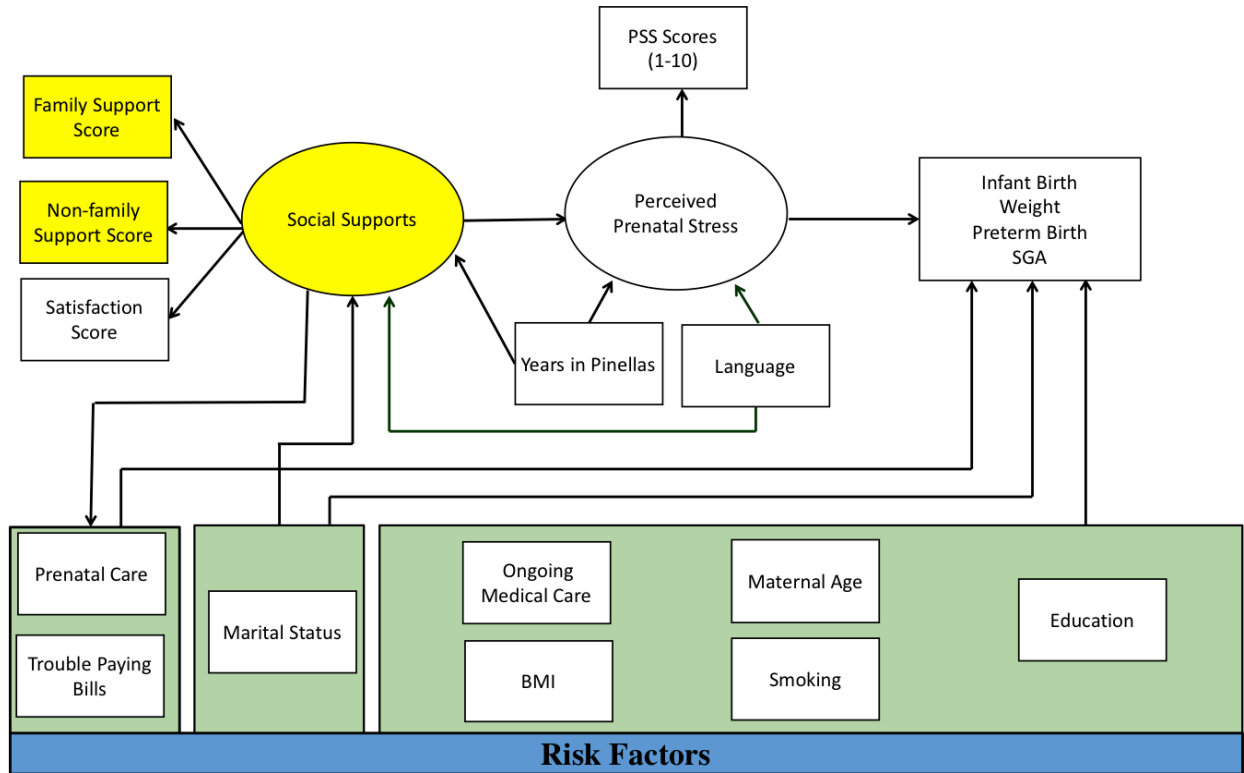 PSS Scores
(1-10)
Family Support
Score
Non-family
Support Score
Satisfaction
Score
Social Supports
Perceived
Prenatal Stress
Infant Birth
Weight
Preterm Birth
SGA
Years in Pinellas
Language
Prenatal Care
Trouble Paying
Bills
Marital Status
Ongoing
Medical Care
BMI
Maternal Age
Smoking
Education
Risk Factors